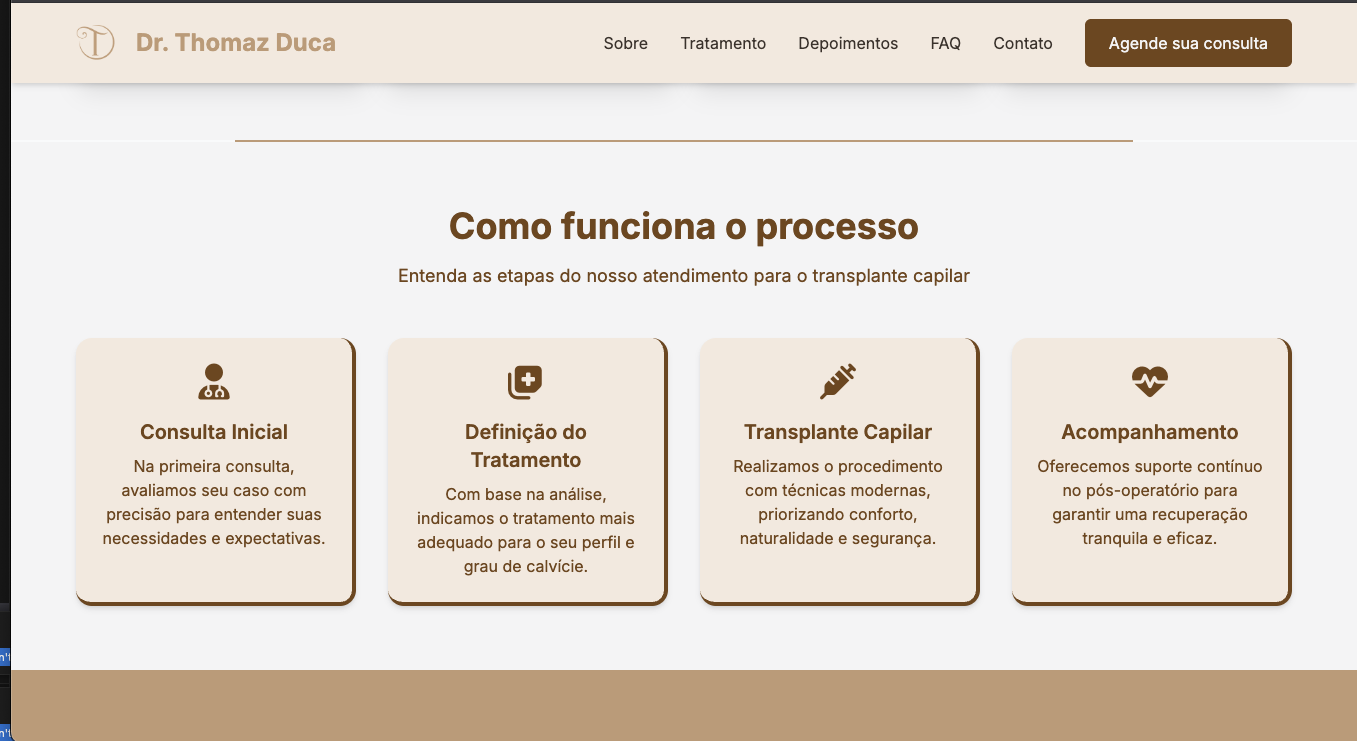 Dr. Thomaz Duca
Sobre
Tratamento
Depoimentos
FAQ
Contato
Agende sua consulta
Como funciona o processo
Entenda as etapas do nosso atendimento para o transplante capilar
Consulta Inicial
Na primeira consulta,
avaliamos seu caso com
precisão para entender suas
necessidades e expectativas.
Definição do
Tratamento
Com base na análise,
indicamos o tratamento mais
adequado para o seu perfil e
grau de calvície.
Transplante Capilar
Realizamos o procedimento
com técnicas modernas,
priorizando conforto,
naturalidade e segurança.
Acompanhamento
Oferecemos suporte contínuo
no pós-operatório para
garantir uma recuperação
tranquila e eficaz.